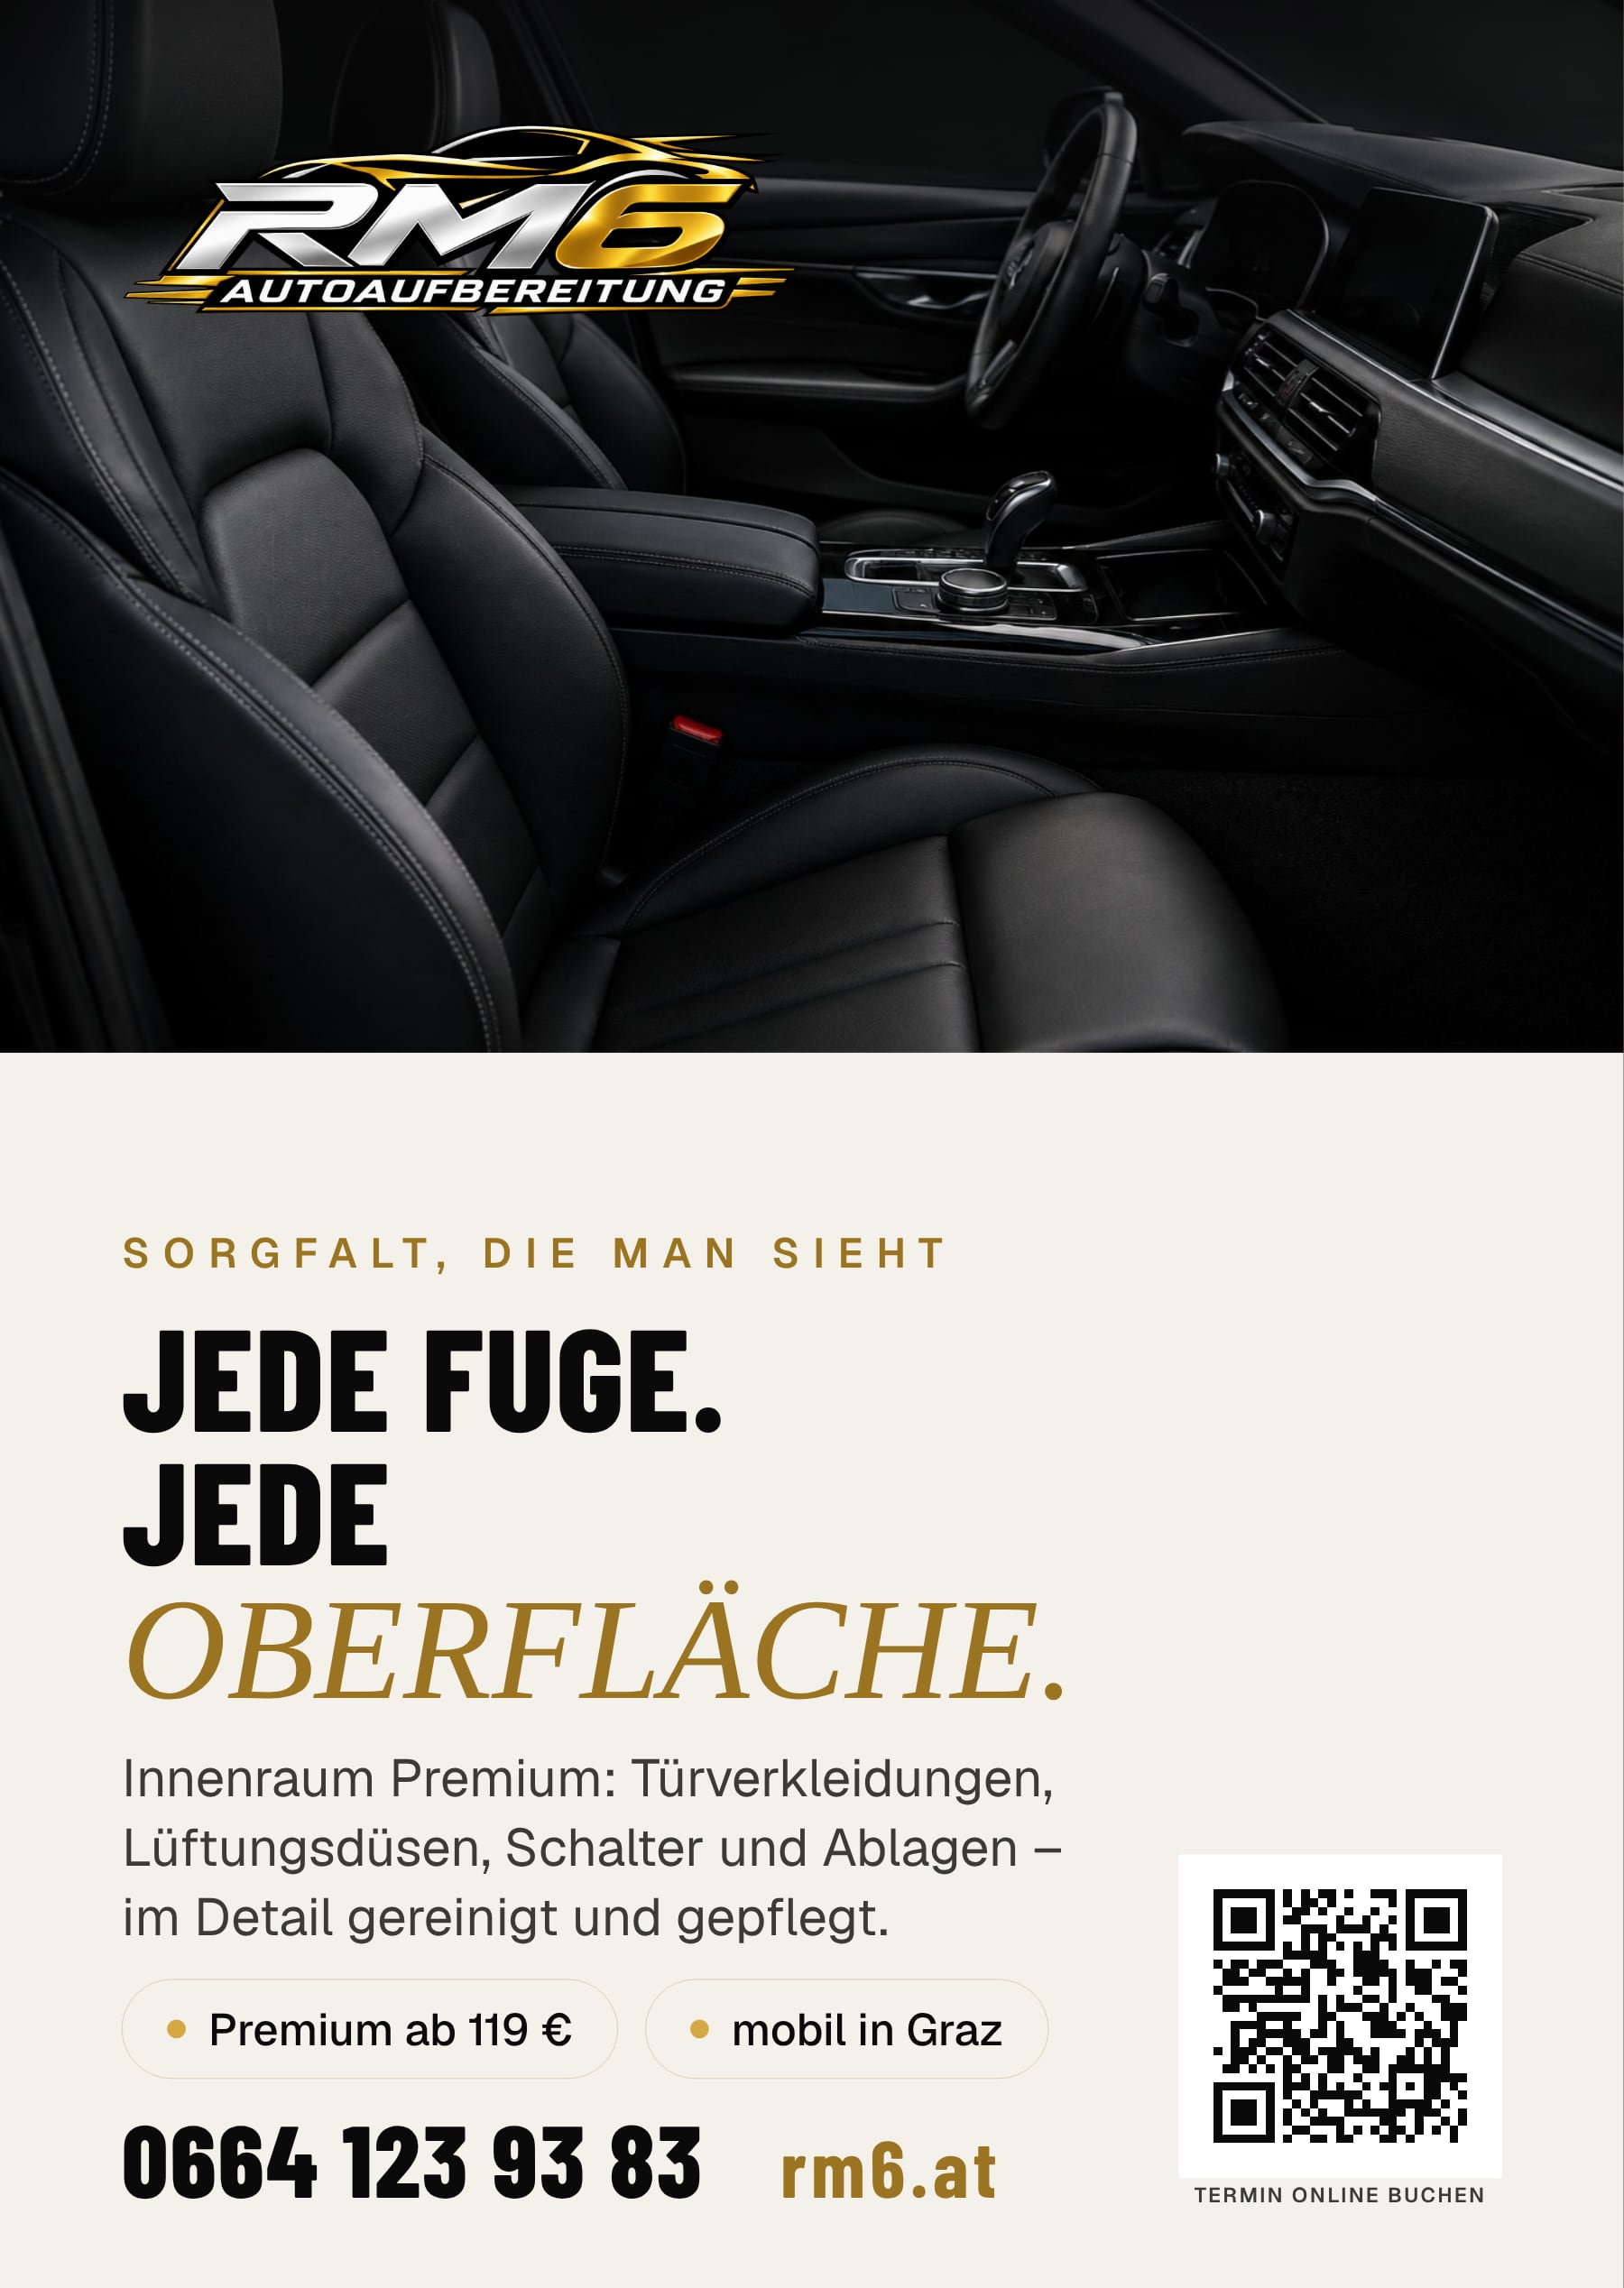 RM6
AUTOAUFBEREITUNG
SORGFALT, DIE MAN SIEHT
JEDE FUGE.
JEDE
OBERFLÄCHE.
Innenraum Premium: Türverkleidungen,
Lüftungsdüsen, Schalter und Ablagen –
im Detail gereinigt und gepflegt.
Premium ab 119 €
mobil in Graz
0664 123 93 83
rm6.at
TERMIN ONLINE BUCHEN